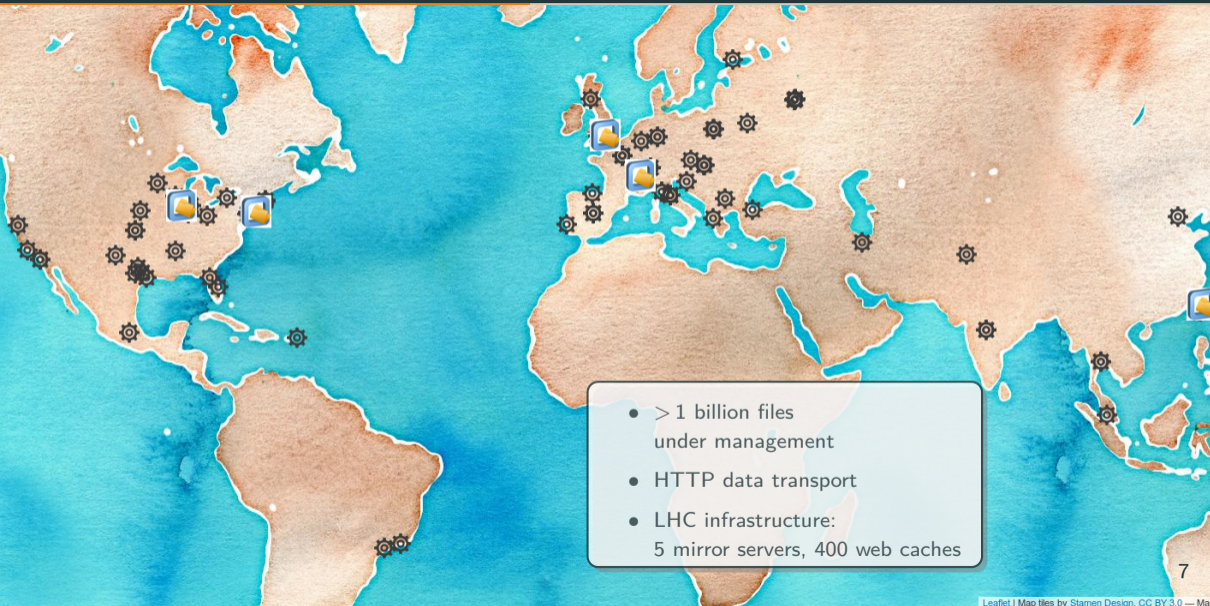 • > 1 billion files
under management
• HTTP data transport
• LHC infrastructure:
5 mirror servers, 400 web caches
7
Leaflet | Map tiles by Stamen Design, CC BY 3.0 — Ma